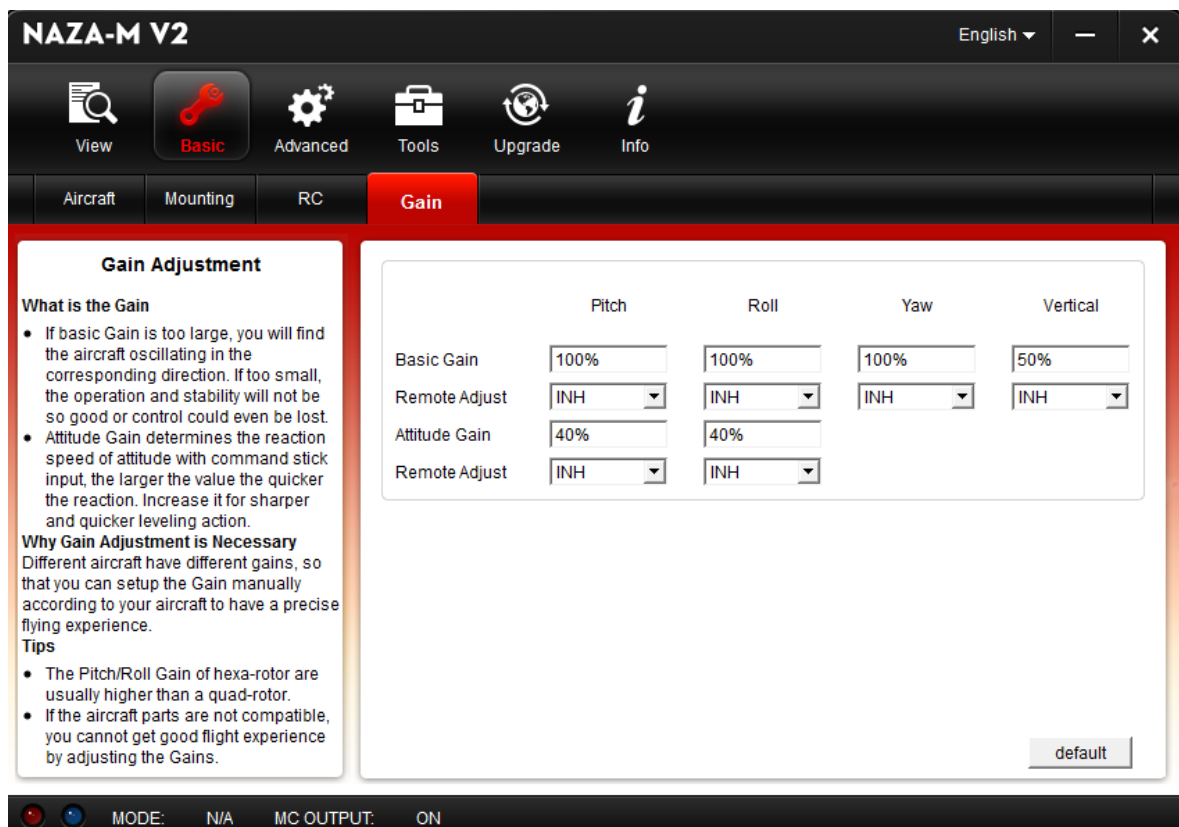 NAZA-M V2
English
View
Basic
Advanced
Tools
Upgrade
Info
Aircraft
Mounting
RC
Gain
Gain Adjustment
What is the Gain
• If basic Gain is too large, you will find
the aircraft oscillating in the
corresponding direction. If too small,
the operation and stability will not be
so good or control could even be lost.
• Attitude Gain determines the reaction
speed of attitude with command stick
input, the larger the value the quicker
the reaction. Increase it for sharper
and quicker leveling action.
Why Gain Adjustment is Necessary
Different aircraft have different gains, so
that you can setup the Gain manually
according to your aircraft to have a precise
flying experience.
Tips
• The Pitch/Roll Gain of hexa-rotor are
usually higher than a quad-rotor.
• If the aircraft parts are not compatible,
you cannot get good flight experience
by adjusting the Gains.
Pitch Roll Yaw Vertical
Basic Gain 100% 100% 100% 50%
Remote Adjust INH INH INH INH
Attitude Gain 40% 40%
Remote Adjust INH INH
default
MODE: N/A MC OUTPUT: ON